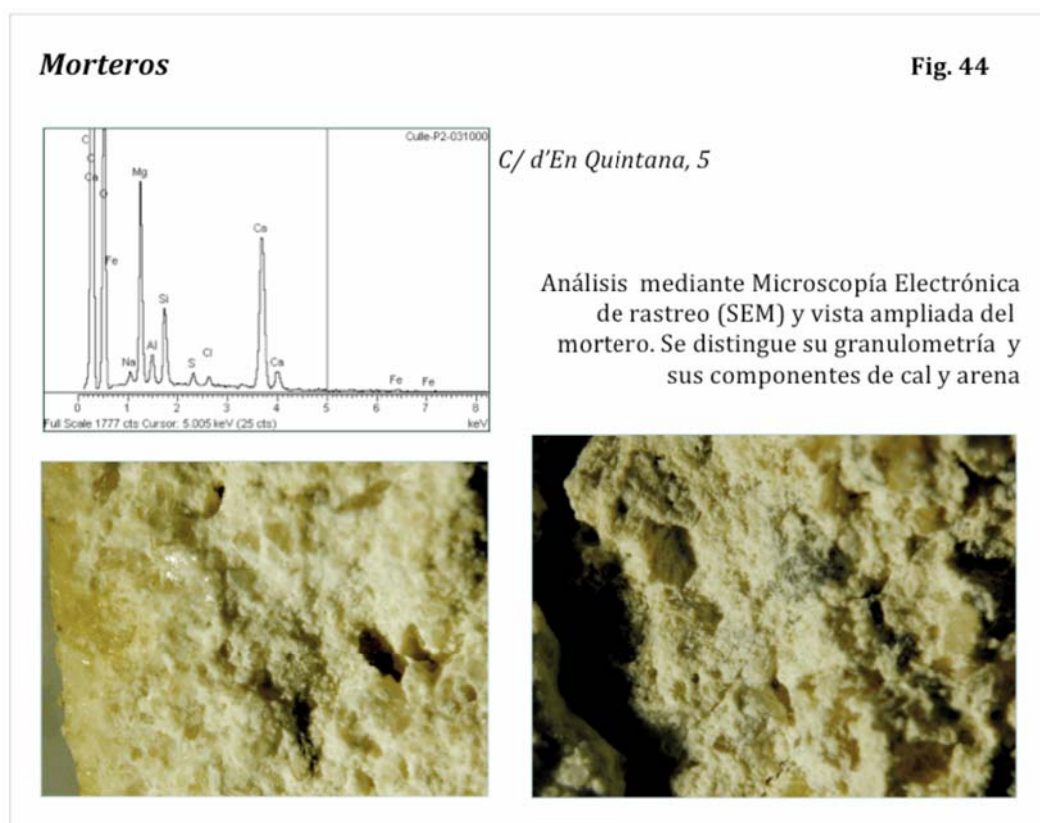 Morteros
Fig. 44
Culle-P2-031000
C
C
Ca
O
Fe
Mg
Na
Al
Si
S
Cl
Ca
Ca
Fe
Fe
0 1 2 3 4 5 6 7 8
Full Scale 1777 cts Cursor: 5.005 keV (25 cts)
keV
C/ d'En Quintana, 5
Análisis mediante Microscopía Electrónica
de rastreo (SEM) y vista ampliada del
mortero. Se distingue su granulometría y
sus componentes de cal y arena